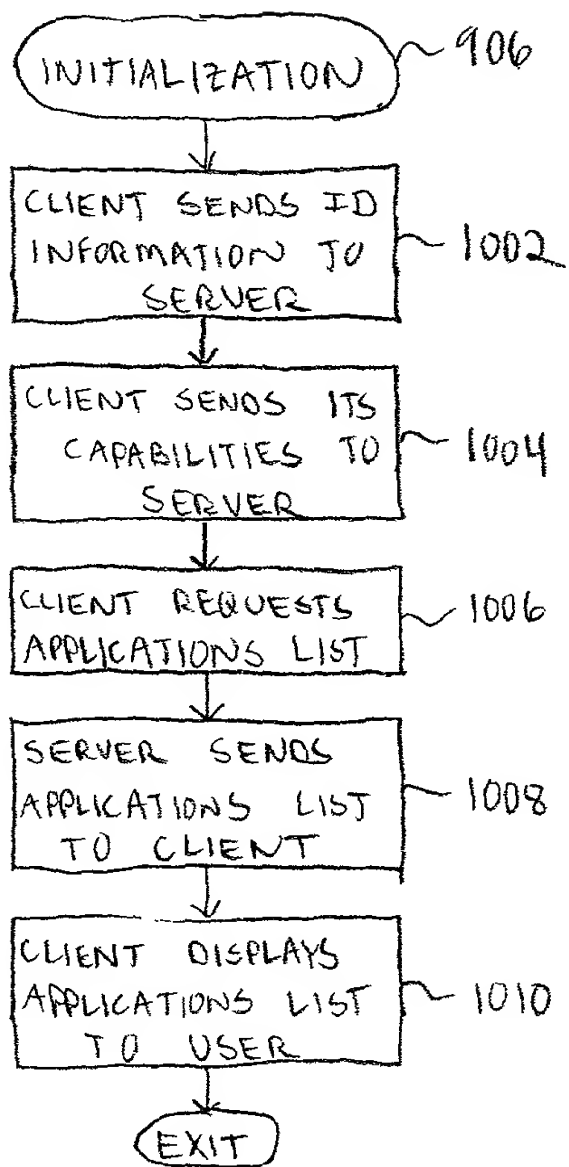 INITIALIZATION
906
CLIENT SENDS ID
INFORMATION TO
SERVER
1002
CLIENT SENDS ITS
CAPABILITIES TO
SERVER
1004
CLIENT REQUESTS
APPLICATIONS LIST
1006
SERVER SENDS
APPLICATIONS LIST
TO CLIENT
1008
CLIENT DISPLAYS
APPLICATIONS LIST
TO USER
1010
EXIT